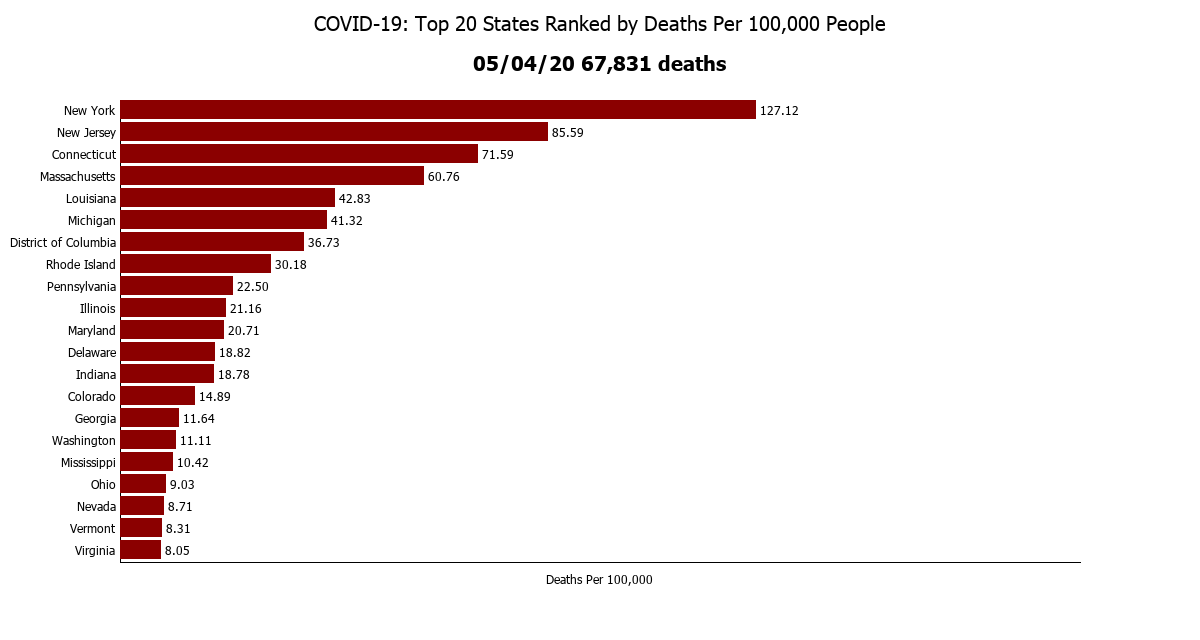 COVID-19: Top 20 States Ranked by Deaths Per 100,000 People
05/04/20 67,831 deaths
New York 127.12
New Jersey 85.59
Connecticut 71.59
Massachusetts 60.76
Louisiana 42.83
Michigan 41.32
District of Columbia 36.73
Rhode Island 30.18
Pennsylvania 22.50
Illinois 21.16
Maryland 20.71
Delaware 18.82
Indiana 18.78
Colorado 14.89
Georgia 11.64
Washington 11.11
Mississippi 10.42
Ohio 9.03
Nevada 8.71
Vermont 8.31
Virginia 8.05
Deaths Per 100,000